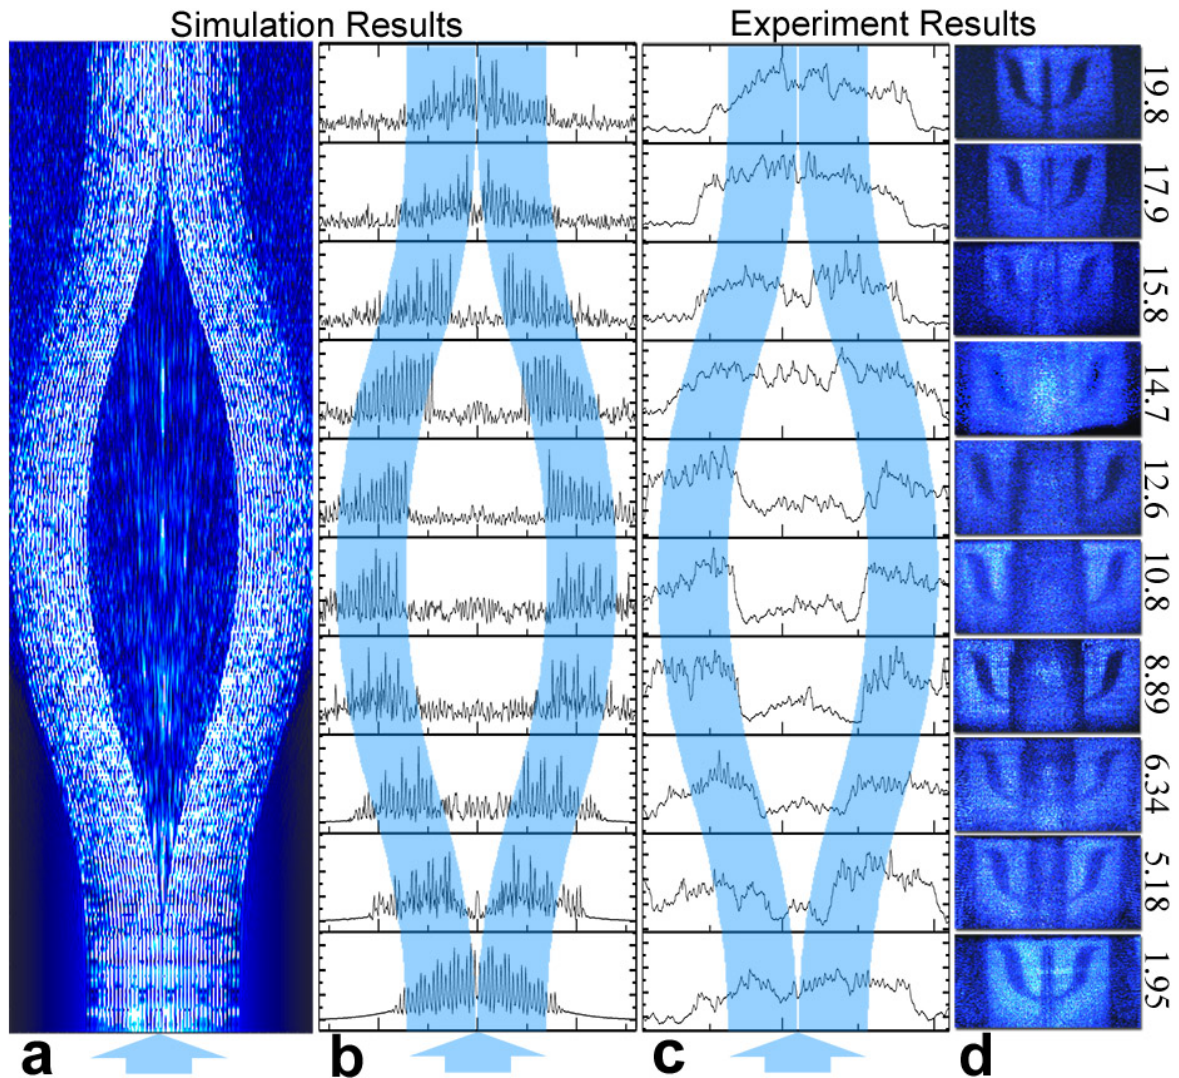 Simulation Results
Experiment Results
19.8
17.9
15.8
14.7
12.6
10.8
8.89
6.34
5.18
1.95
a
b
c
d